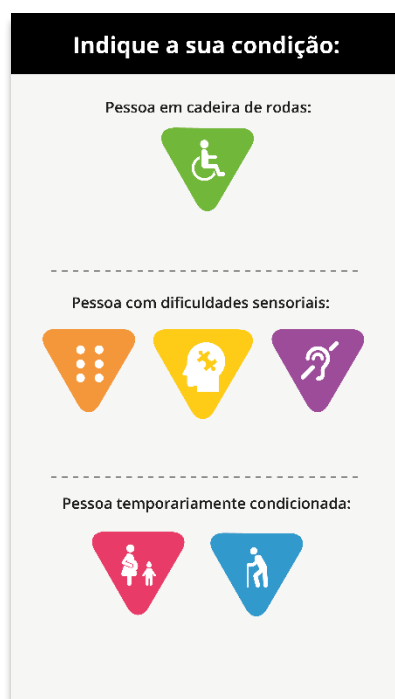 Indique a sua condição:
Pessoa em cadeira de rodas:
Pessoa com dificuldades sensoriais:
Pessoa temporariamente condicionada: